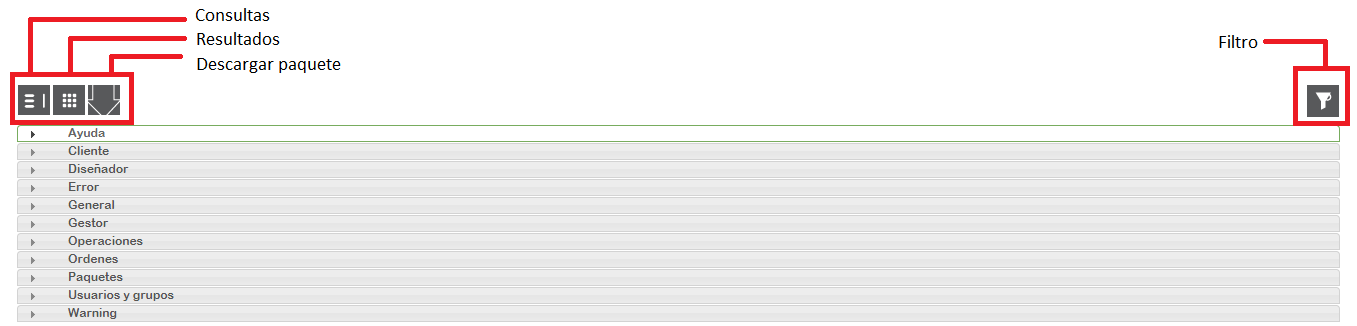 Consultas
Resultados
Descargar paquete
Filtro
Ayuda
Cliente
Diseñador
Error
General
Gestor
Operaciones
Ordenes
Paquetes
Usuarios y grupos
Warning